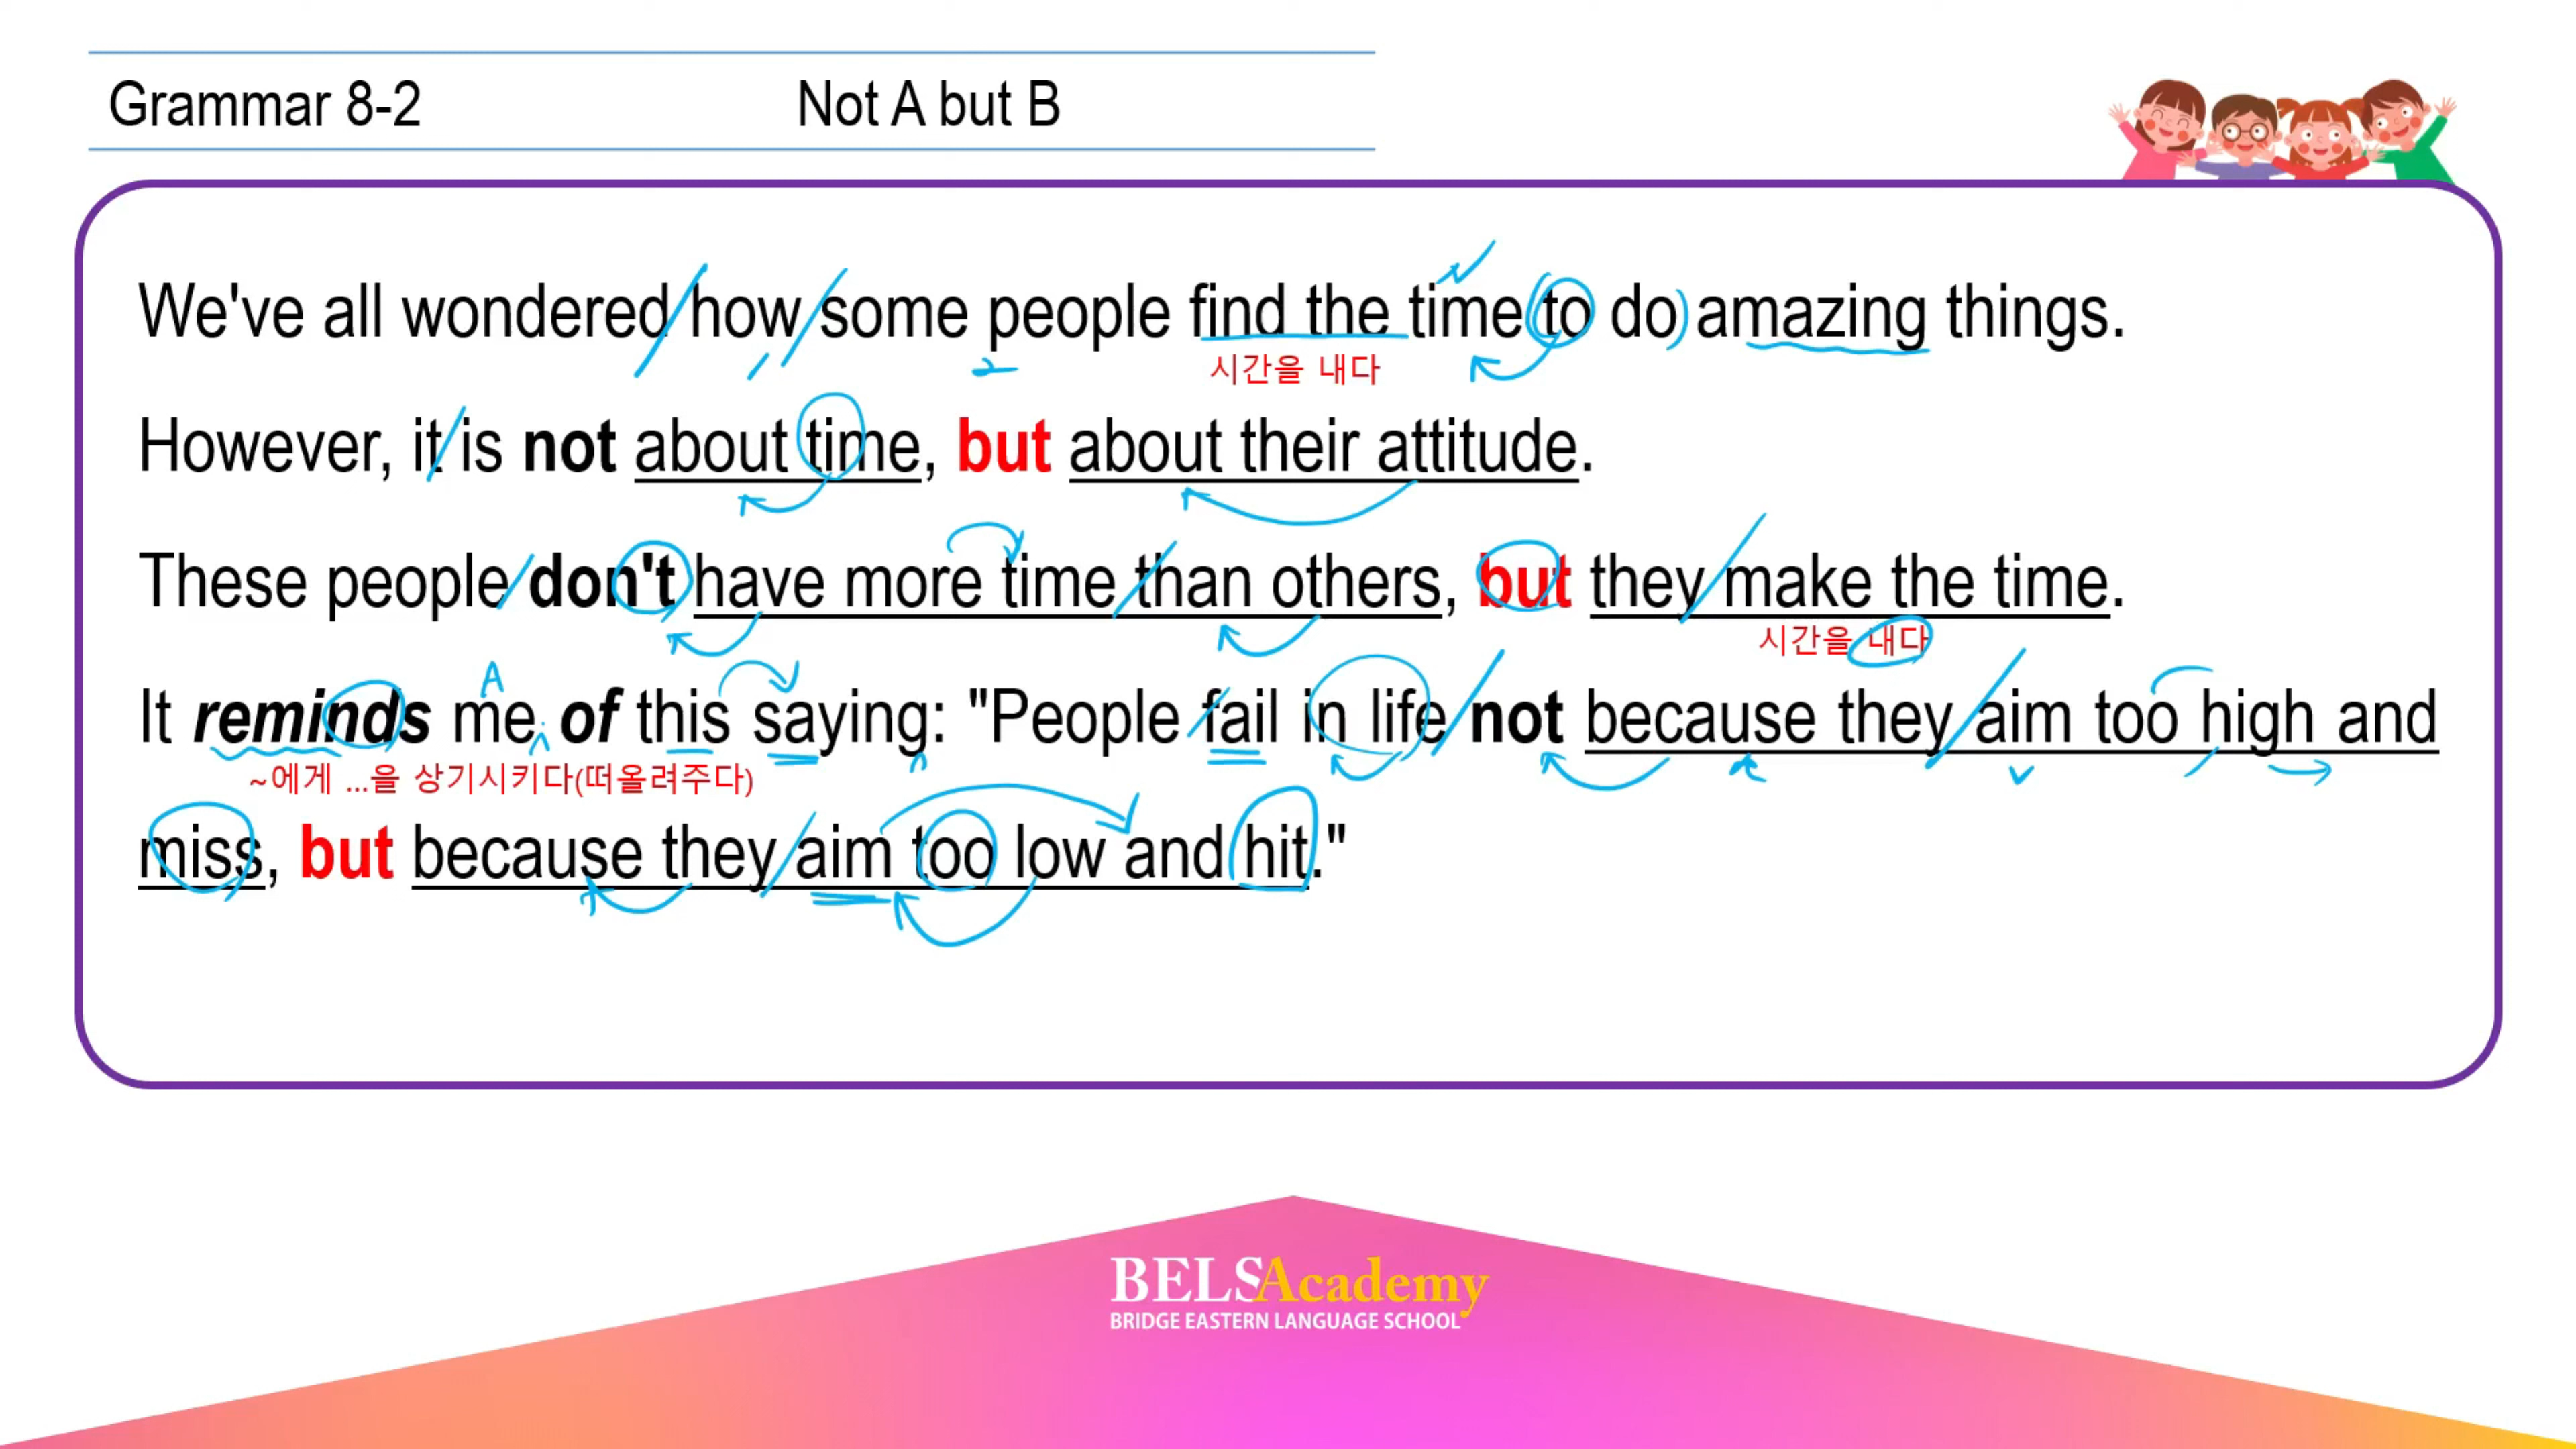 Grammar 8-2 Not A but B
We've all wondered how some people find the time to do amazing things.
시간을 내다
However, it is not about time, but about their attitude.
These people don't have more time than others, but they make the time.
시간을 내다
A
It reminds me of this saying: "People fail in life not because they aim too high and
~에게 ...을 상기시키다(떠올려주다)
miss, but because they aim too low and hit."
BELSAcademy
BRIDGE EASTERN LANGUAGE SCHOOL